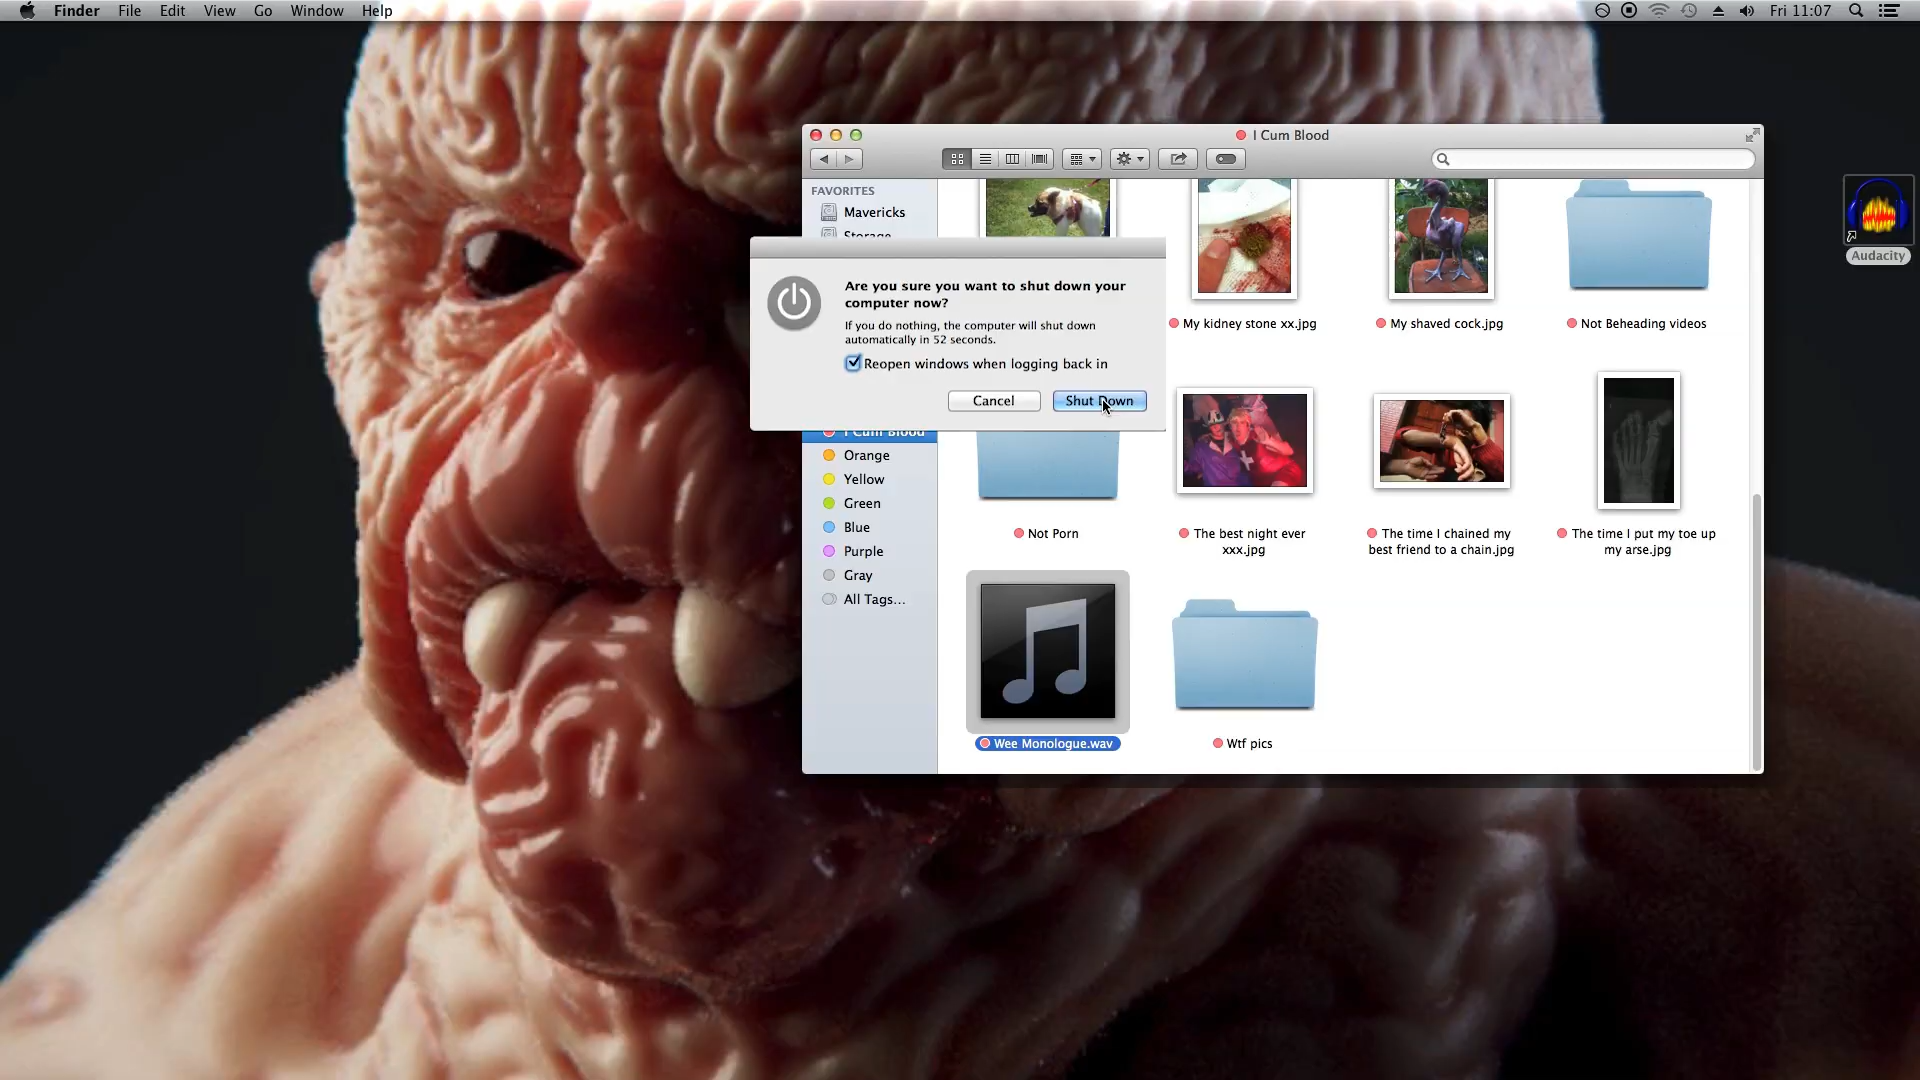 Finder File Edit View Go Window Help
Fri 11:07
I Cum Blood
FAVORITES
Mavericks
Storage
Orange
Yellow
Green
Blue
Purple
Gray
All Tags...
Are you sure you want to shut down your
computer now?
If you do nothing, the computer will shut down
automatically in 52 seconds.
Reopen windows when logging back in
Cancel
Shut Down
My kidney stone xx.jpg
My shaved cock.jpg
Not Beheading videos
I Cum Blood
Not Porn
The best night ever
xxx.jpg
The time I chained my
best friend to a chain.jpg
The time I put my toe up
my arse.jpg
Wee Monologue.wav
Wtf pics
Audacity